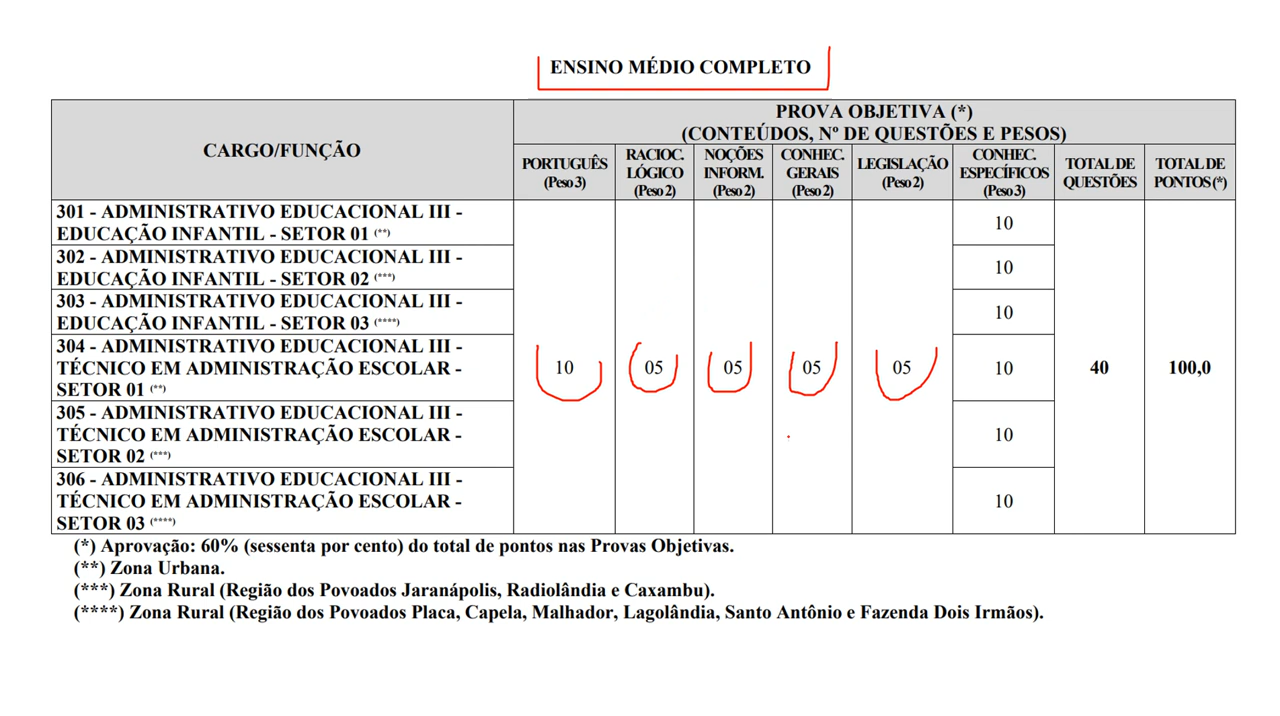 ENSINO MÉDIO COMPLETO
CARGO/FUNÇÃO
PROVA OBJETIVA (*)
(CONTEÚDOS, Nº DE QUESTÕES E PESOS)
PORTUGUÊS
(Peso 3)
RACIOC.
LÓGICO
(Peso 2)
NOÇÕES
INFORM.
(Peso 2)
CONHEC.
GERAIS
(Peso 2)
LEGISLAÇÃO
(Peso 2)
CONHEC.
ESPECÍFICOS
(Peso 3)
TOTAL DE
QUESTÕES
TOTAL DE
PONTOS (*)
301 - ADMINISTRATIVO EDUCACIONAL III -
EDUCAÇÃO INFANTIL - SETOR 01 (**)
10
302 - ADMINISTRATIVO EDUCACIONAL III -
EDUCAÇÃO INFANTIL - SETOR 02 (***)
10
303 - ADMINISTRATIVO EDUCACIONAL III -
EDUCAÇÃO INFANTIL - SETOR 03 (****)
10
304 - ADMINISTRATIVO EDUCACIONAL III -
TÉCNICO EM ADMINISTRAÇÃO ESCOLAR -
SETOR 01 (**)
10 05 05 05 05 10 40 100,0
305 - ADMINISTRATIVO EDUCACIONAL III -
TÉCNICO EM ADMINISTRAÇÃO ESCOLAR -
SETOR 02 (***)
10
306 - ADMINISTRATIVO EDUCACIONAL III -
TÉCNICO EM ADMINISTRAÇÃO ESCOLAR -
SETOR 03 (****)
10
(*) Aprovação: 60% (sessenta por cento) do total de pontos nas Provas Objetivas.
(**) Zona Urbana.
(***) Zona Rural (Região dos Povoados Jaranápolis, Radiolândia e Caxambu).
(****) Zona Rural (Região dos Povoados Placa, Capela, Malhador, Lagolândia, Santo Antônio e Fazenda Dois Irmãos).